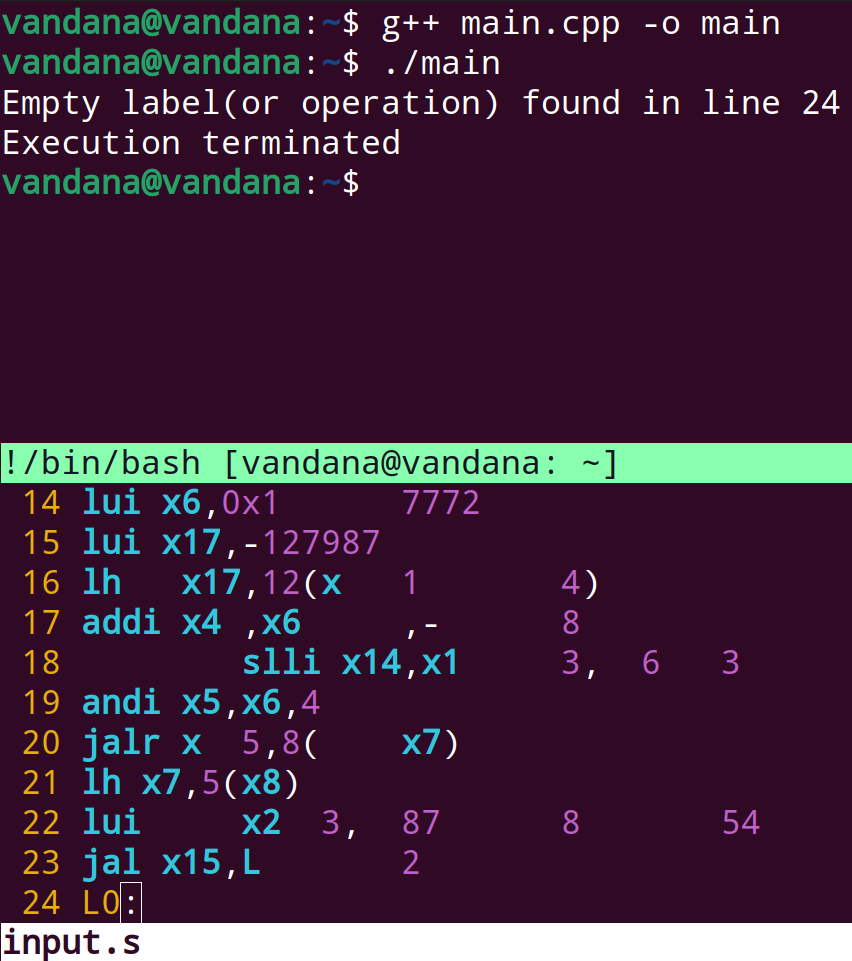 vandana@vandana:~$ g++ main.cpp -o main
vandana@vandana:~$ ./main
Empty label(or operation) found in line 24
Execution terminated
vandana@vandana:~$
!/bin/bash [vandana@vandana: ~]
14 lui x6,0x1      7772
15 lui x17,-127987
16 lh   x17,12(x   1       4)
17 addi x4 ,x6     ,-      8
18         slli x14,x1     3,  6   3
19 andi x5,x6,4
20 jalr x  5,8(    x7)
21 lh x7,5(x8)
22 lui     x2  3,  87      8       54
23 jal x15,L       2
24 L0:
input.s